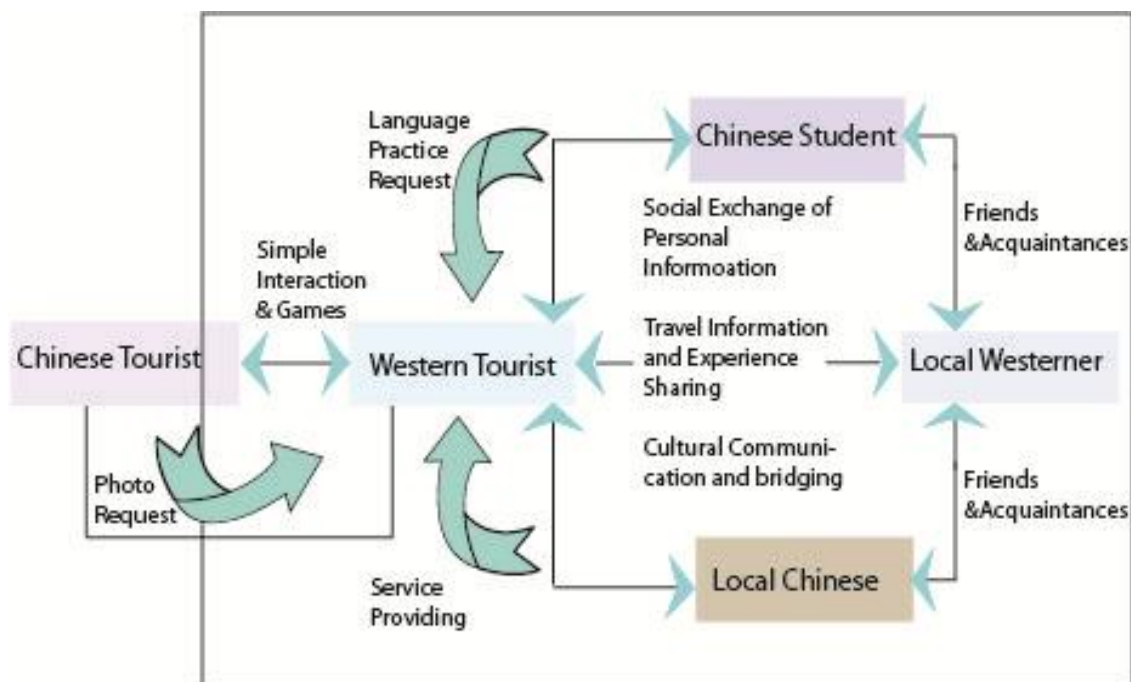 Language
Practice
Request
Chinese Student
Social Exchange of
Personal
Informoation
Friends
&Acquaintances
Simple
Interaction
& Games
Chinese Tourist
Western Tourist
Travel Information
and Experience
Sharing
Local Westerner
Cultural Communi-
cation and bridging
Photo
Request
Friends
&Acquaintances
Service
Providing
Local Chinese